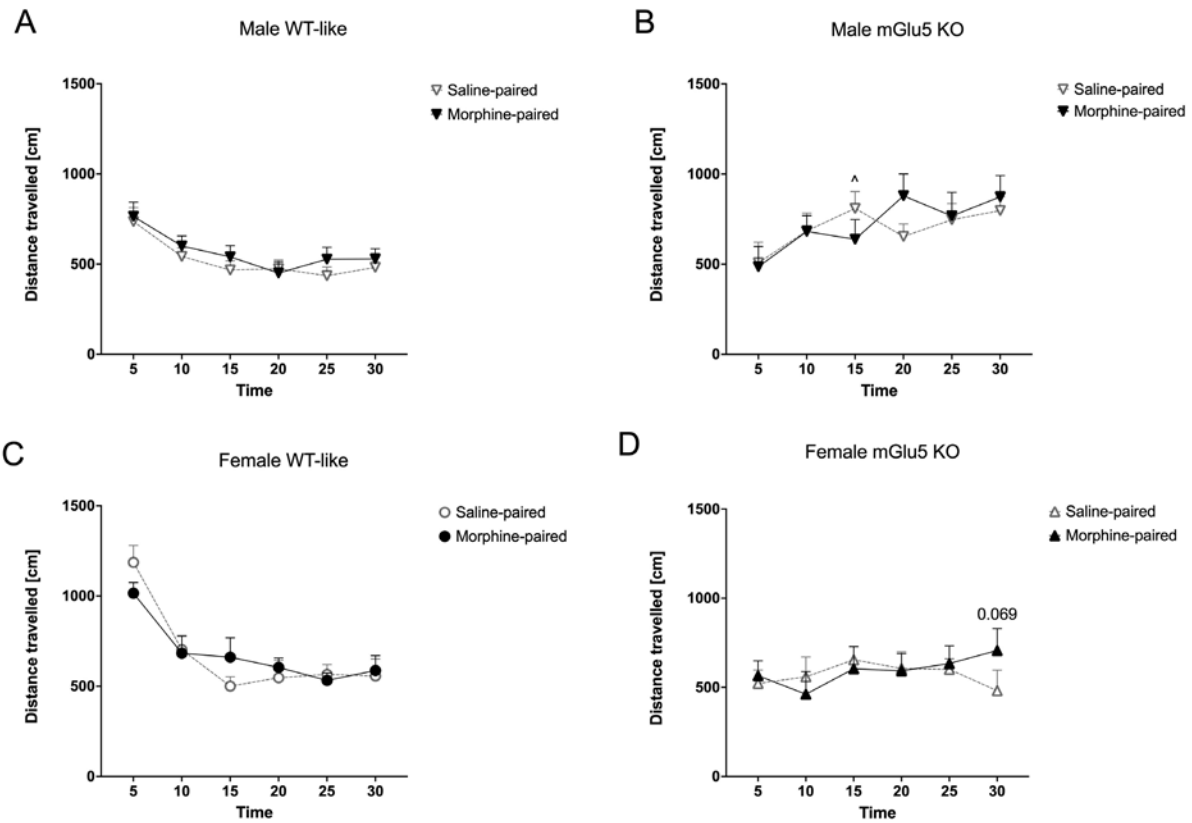 A
Male WT-like
Saline-paired
Morphine-paired
Distance travelled [cm]
1500
1000
500
0
5 10 15 20 25 30
Time
B
Male mGlu5 KO
Saline-paired
Morphine-paired
Distance travelled [cm]
1500
1000
500
0
^
5 10 15 20 25 30
Time
C
Female WT-like
Saline-paired
Morphine-paired
Distance travelled [cm]
1500
1000
500
0
5 10 15 20 25 30
Time
D
Female mGlu5 KO
Saline-paired
Morphine-paired
Distance travelled [cm]
1500
1000
500
0
0.069
5 10 15 20 25 30
Time